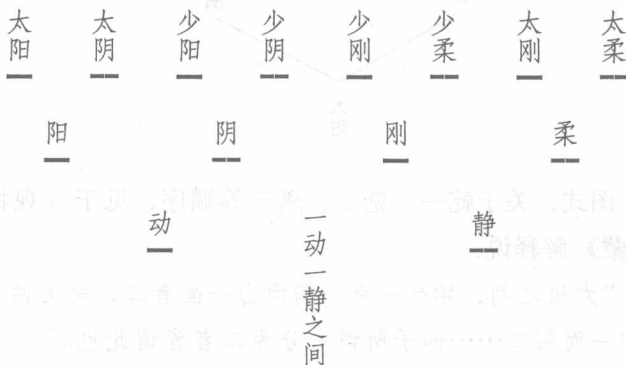 太阳 太阴 少阳 少阴 少刚 少柔 太刚 太柔
阳 阴 刚 柔
动 一动一静之间 静